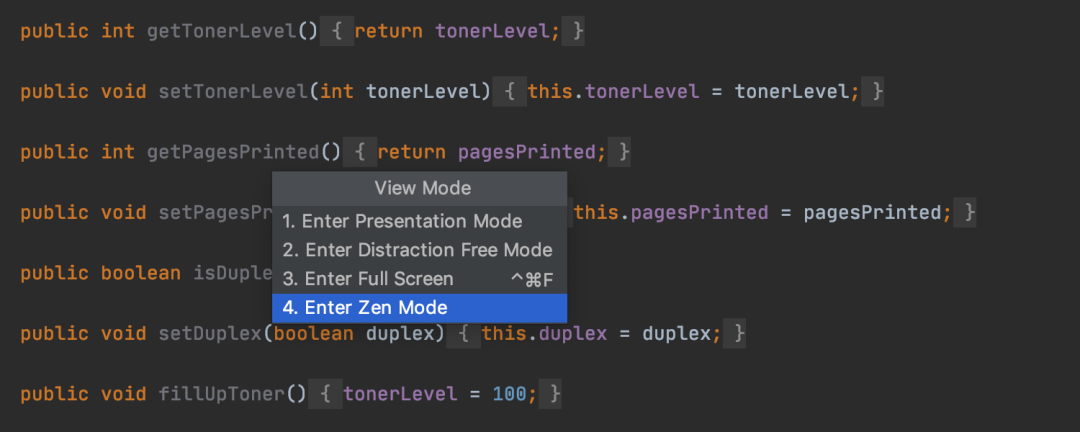 public int getTonerLevel() { return tonerLevel; }
public void setTonerLevel(int tonerLevel) { this.tonerLevel = tonerLevel; }
public int getPagesPrinted() { return pagesPrinted; }
View Mode
public void setPagesPr
this.pagesPrinted = pagesPrinted; }
1. Enter Presentation Mode
2. Enter Distraction Free Mode
public boolean isDuple
3. Enter Full Screen ^⌘F
4. Enter Zen Mode
public void setDuplex(boolean duplex) { this.duplex = duplex; }
public void fillUpToner() { tonerLevel = 100; }